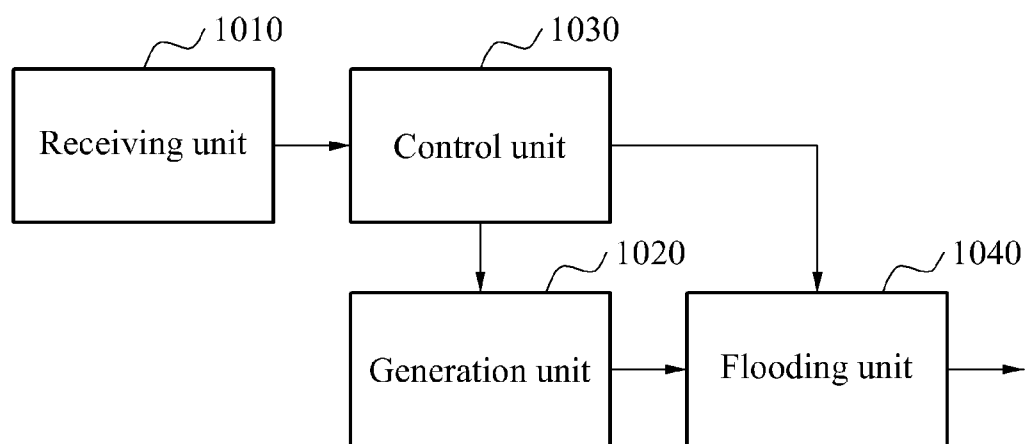 1010
1030
Receiving unit
Control unit
1020
1040
Generation unit
Flooding unit